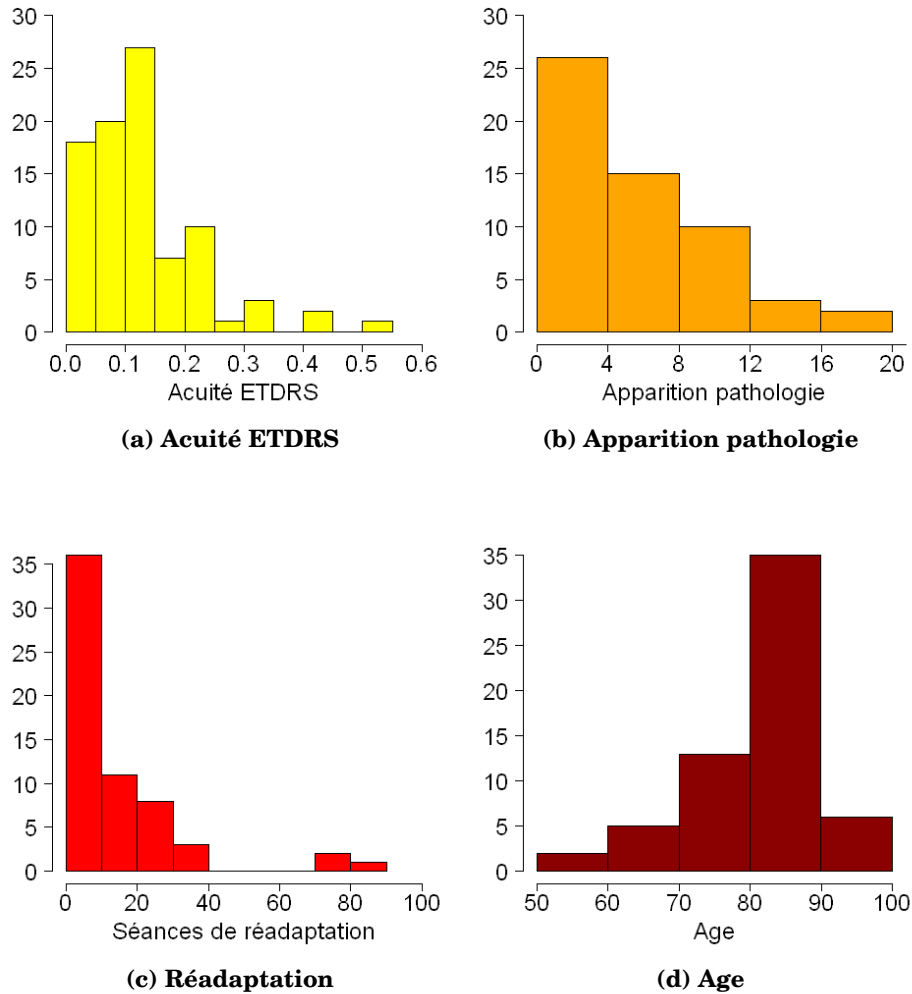 30
25
20
15
10
5
0
0.0 0.1 0.2 0.3 0.4 0.5 0.6
Acuité ETDRS
(a) Acuité ETDRS
30
25
20
15
10
5
0
0 4 8 12 16 20
Apparition pathologie
(b) Apparition pathologie
35
30
25
20
15
10
5
0
0 20 40 60 80 100
Séances de réadaptation
(c) Réadaptation
35
30
25
20
15
10
5
0
50 60 70 80 90 100
Age
(d) Age